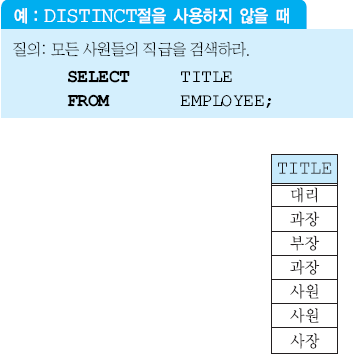 예 : DISTINCT절을 사용하지 않을 때
질의: 모든 사원들의 직급을 검색하라.
SELECT TITLE
FROM EMPLOYEE;
TITLE
대리
과장
부장
과장
사원
사원
사장